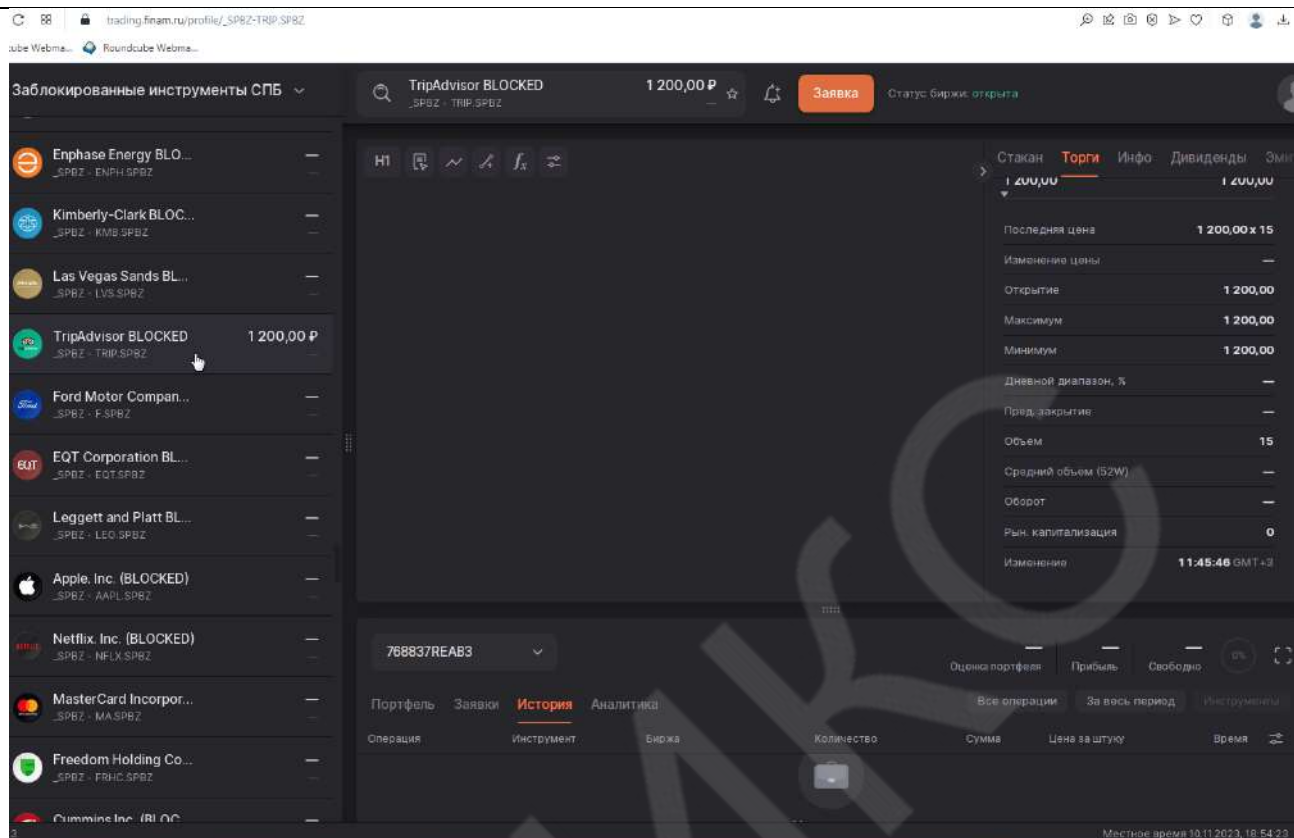 trading.finam.ru/profile/_SPBZ-TRIP.SPBZ
cube Webma... Roundcube Webma...
Заблокированные инструменты СПБ
TripAdvisor BLOCKED 1 200,00 ₽
_SPBZ - TRIP.SPBZ —
Заявка
Статус биржи: открыта
Enphase Energy BLO... —
_SPBZ - ENPH.SPBZ —
Kimberly-Clark BLOC... —
_SPBZ - KMB.SPBZ —
Las Vegas Sands BL... —
_SPBZ - LVS.SPBZ —
TripAdvisor BLOCKED 1 200,00 ₽
_SPBZ - TRIP.SPBZ —
Ford Motor Compan... —
_SPBZ - F.SPBZ —
EQT Corporation BL... —
_SPBZ - EQT.SPBZ —
Leggett and Platt BL... —
_SPBZ - LEG.SPBZ —
Apple. Inc. (BLOCKED) —
_SPBZ - AAPL.SPBZ —
Netflix. Inc. (BLOCKED) —
_SPBZ - NFLX.SPBZ —
MasterCard Incorpor... —
_SPBZ - MA.SPBZ —
Freedom Holding Co... —
_SPBZ - FRHC.SPBZ —
Cummins Inc. (BLOC —
H1 fx
Стакан Торги Инфо Дивиденды Эми
1 200,00 1 200,00
Последняя цена 1 200,00 x 15
Изменение цены —
Открытие 1 200,00
Максимум 1 200,00
Минимум 1 200,00
Дневной диапазон, % —
Пред. закрытие —
Объем 15
Средний объем (52W) —
Оборот —
Рын. капитализация 0
Изменение 11:45:46 GMT+3
768837REAB3
Оценка портфеля — Прибыль — Свободно — 0%
Портфель Заявки История Аналитика
Все операции За весь период Инструменты
Операция Инструмент Биржа Количество Сумма Цена за штуку Время
Местное время 10.11.2023, 18:54:23